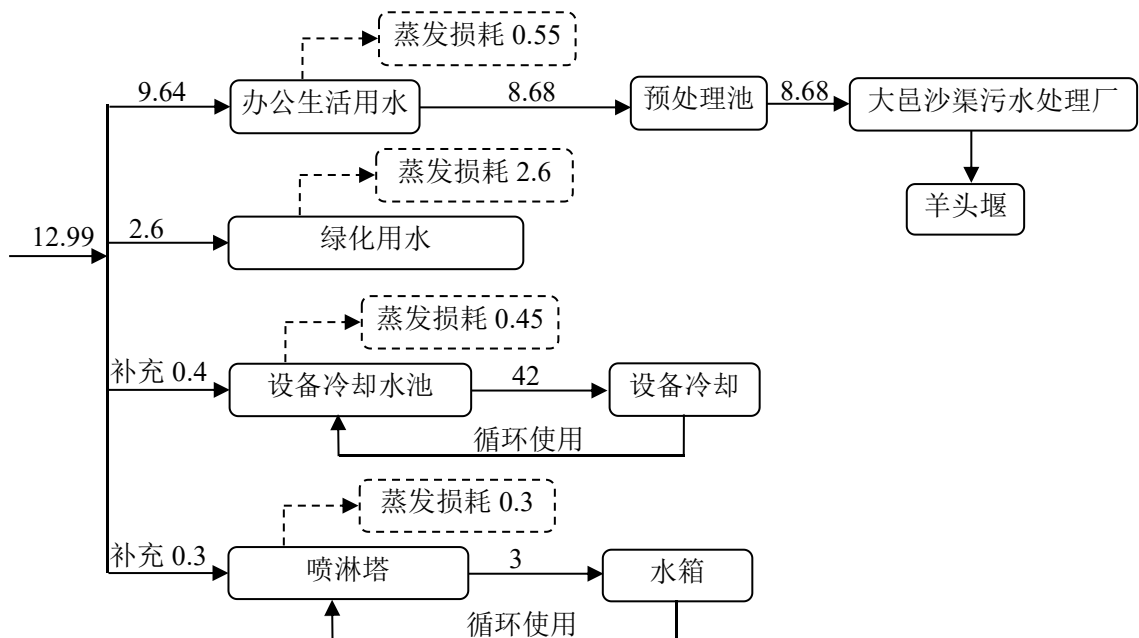 蒸发损耗 0.55
9.64
办公生活用水
8.68
预处理池
8.68
大邑沙渠污水处理厂
蒸发损耗 2.6
羊头堰
12.99
2.6
绿化用水
蒸发损耗 0.45
补充 0.4
设备冷却水池
42
设备冷却
循环使用
蒸发损耗 0.3
补充 0.3
喷淋塔
3
水箱
循环使用